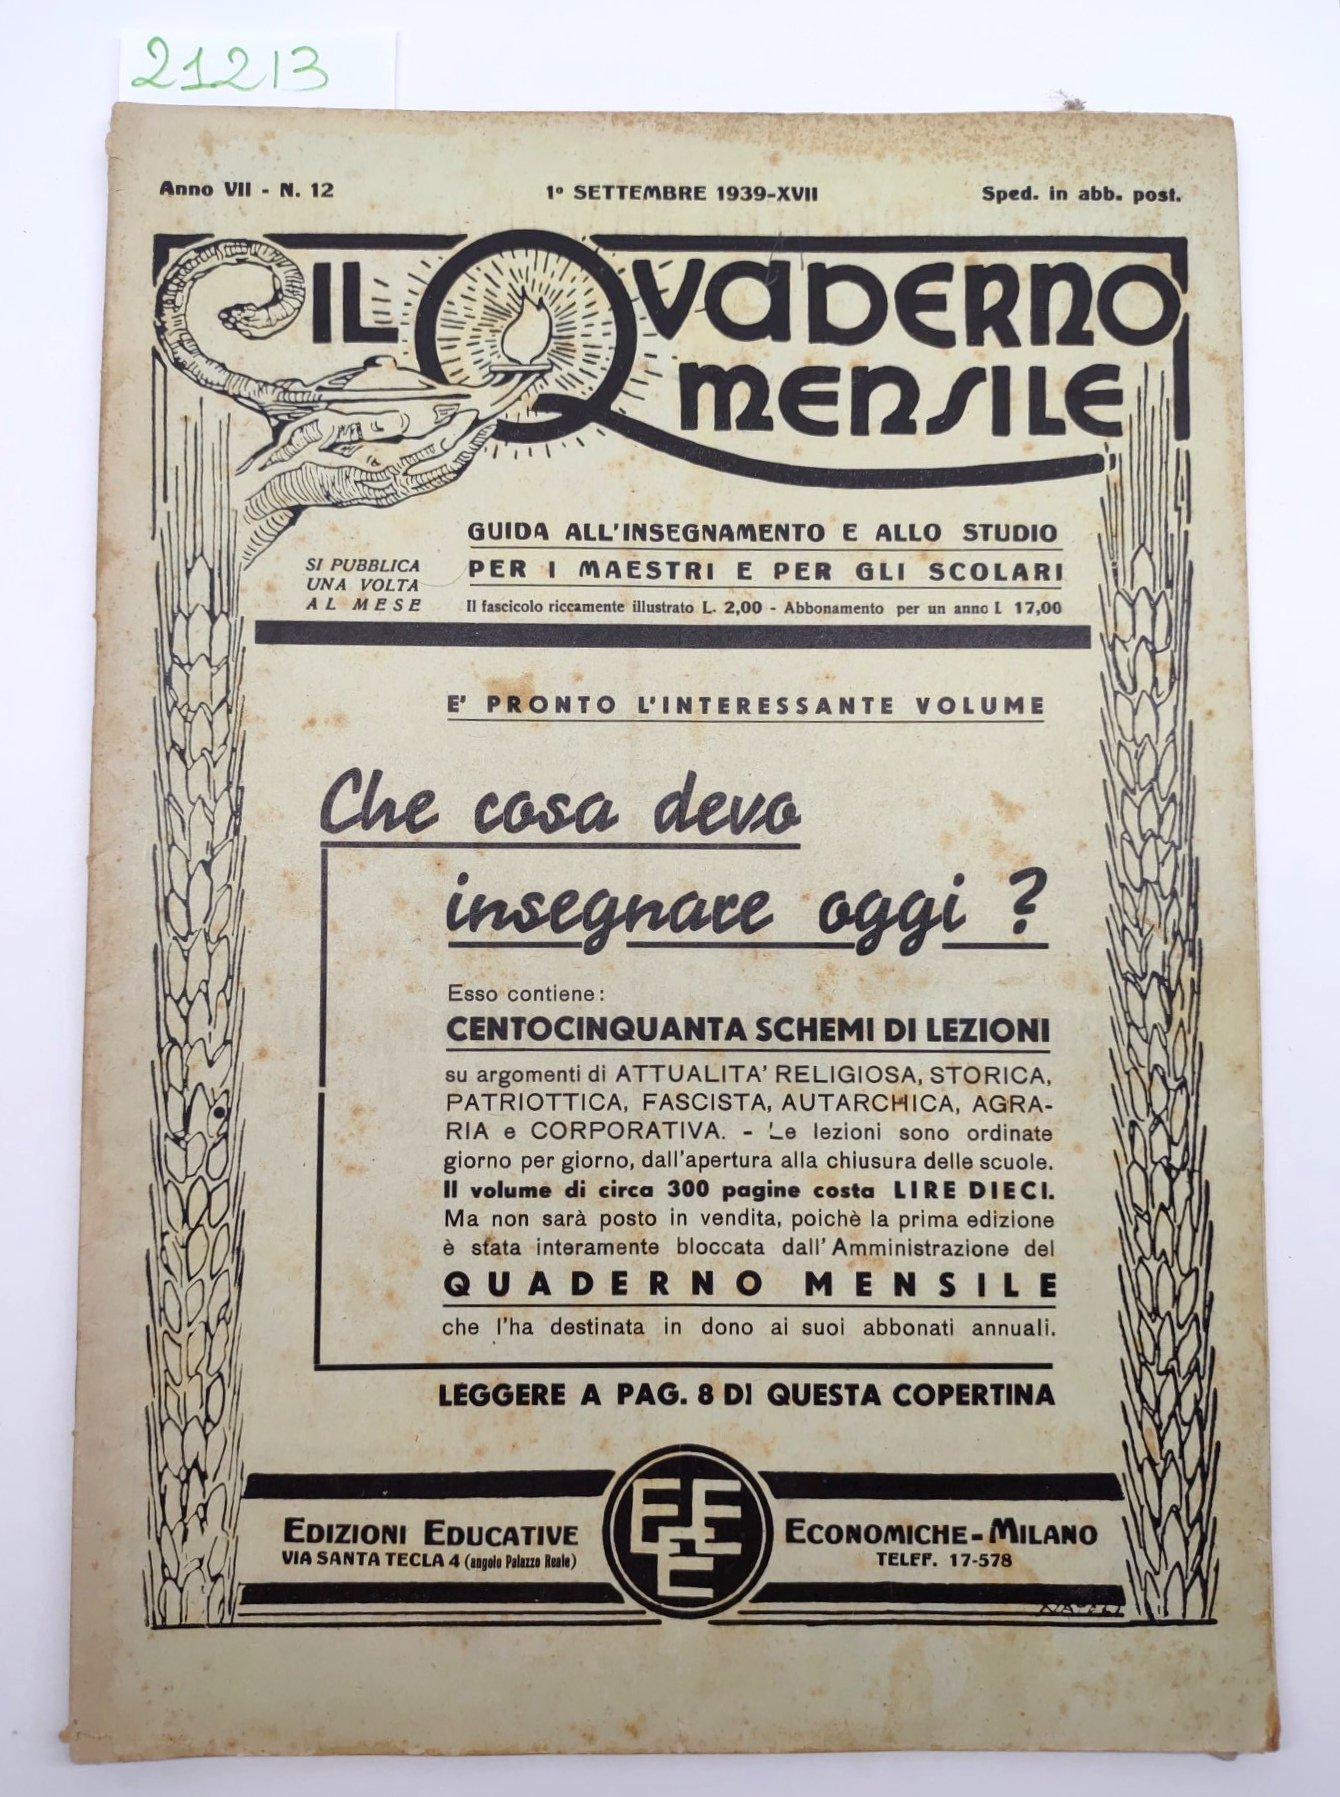 21213
Anno VII - N. 12
1° SETTEMBRE 1939-XVII
Sped. in abb. post.
IL QVADERNO
MENSILE
GUIDA ALL'INSEGNAMENTO E ALLO STUDIO
PER I MAESTRI E PER GLI SCOLARI
SI PUBBLICA
UNA VOLTA
AL MESE
Il fascicolo riccamente illustrato L. 2,00 - Abbonamento per un anno L 17,00
E' PRONTO L'INTERESSANTE VOLUME
Che cosa devo
insegnare oggi ?
Esso contiene:
CENTOCINQUANTA SCHEMI DI LEZIONI
su argomenti di ATTUALITA' RELIGIOSA, STORICA,
PATRIOTTICA, FASCISTA, AUTARCHICA, AGRA-
RIA e CORPORATIVA. - Le lezioni sono ordinate
giorno per giorno, dall'apertura alla chiusura delle scuole.
Il volume di circa 300 pagine costa LIRE DIECI.
Ma non sarà posto in vendita, poichè la prima edizione
è stata interamente bloccata dall'Amministrazione del
QUADERNO MENSILE
che l'ha destinata in dono ai suoi abbonati annuali.
LEGGERE A PAG. 8 DI QUESTA COPERTINA
EDIZIONI EDUCATIVE
VIA SANTA TECLA 4 (angolo Palazzo Reale)
EEE
ECONOMICHE-MILANO
TELEF. 17-578